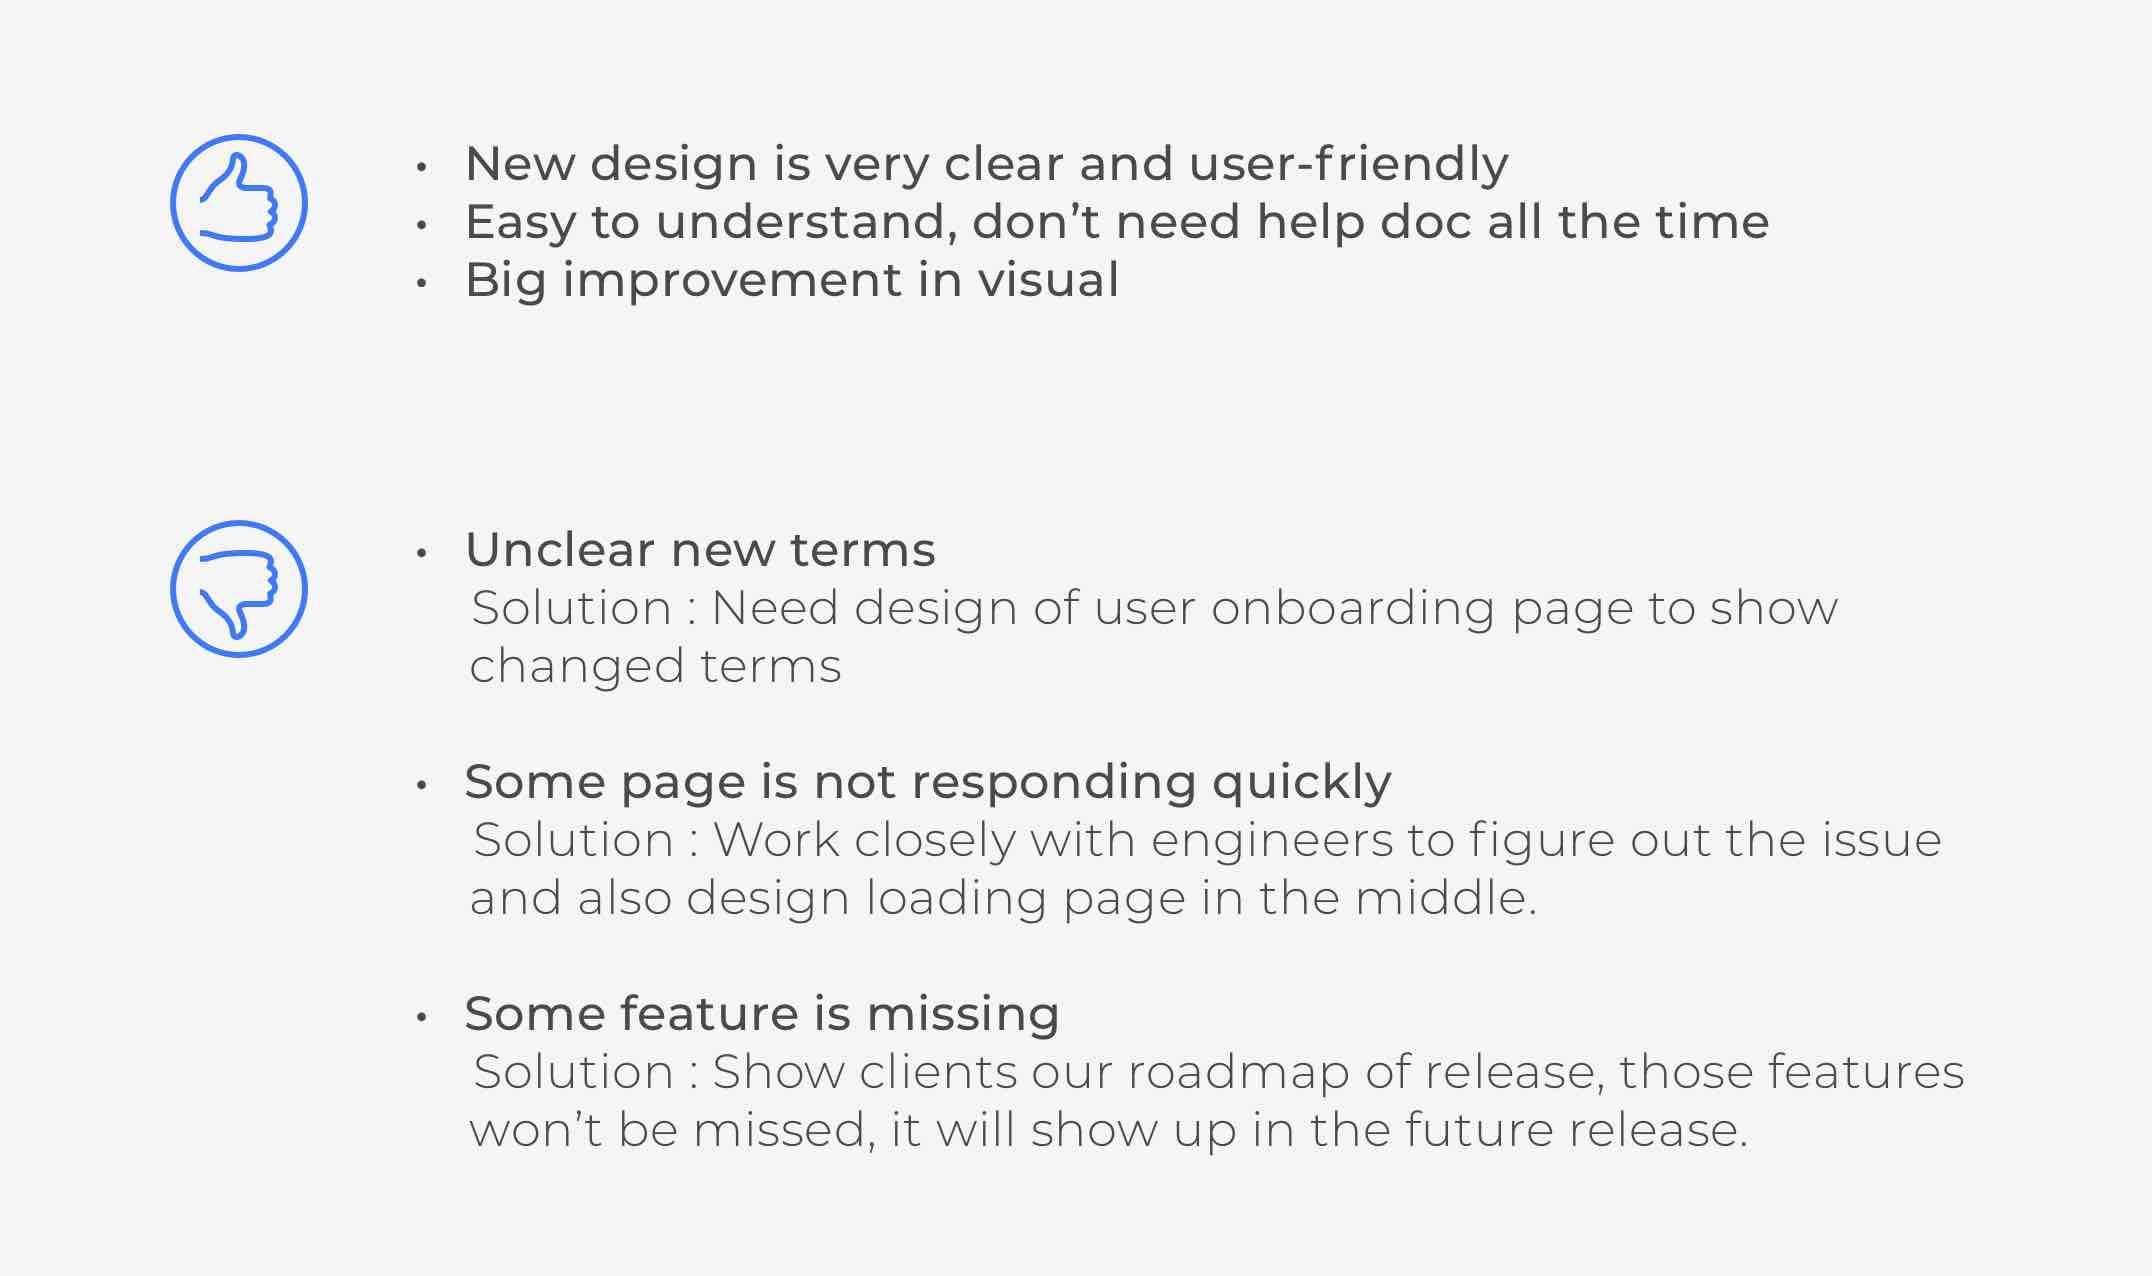 • New design is very clear and user-friendly
• Easy to understand, don’t need help doc all the time
• Big improvement in visual
• Unclear new terms
Solution : Need design of user onboarding page to show
changed terms
• Some page is not responding quickly
Solution : Work closely with engineers to figure out the issue
and also design loading page in the middle.
• Some feature is missing
Solution : Show clients our roadmap of release, those features
won’t be missed, it will show up in the future release.